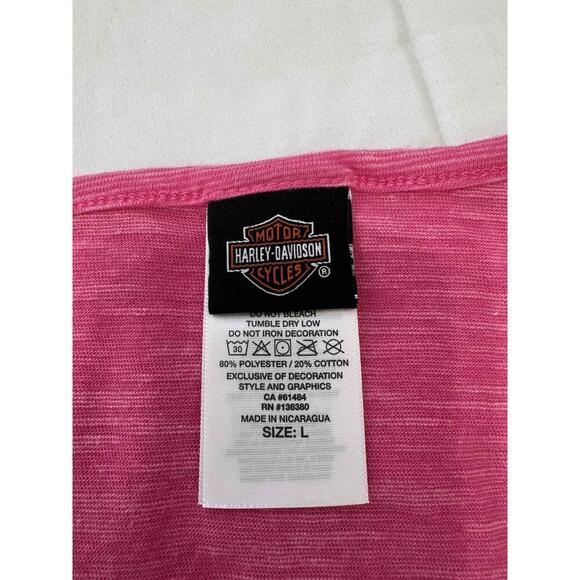 MOTOR
HARLEY-DAVIDSON
CYCLES
®
DO NOT BLEACH
TUMBLE DRY LOW
DO NOT IRON DECORATION
30
80% POLYESTER / 20% COTTON
EXCLUSIVE OF DECORATION
STYLE AND GRAPHICS
CA #61484
RN #136380
MADE IN NICARAGUA
SIZE: L